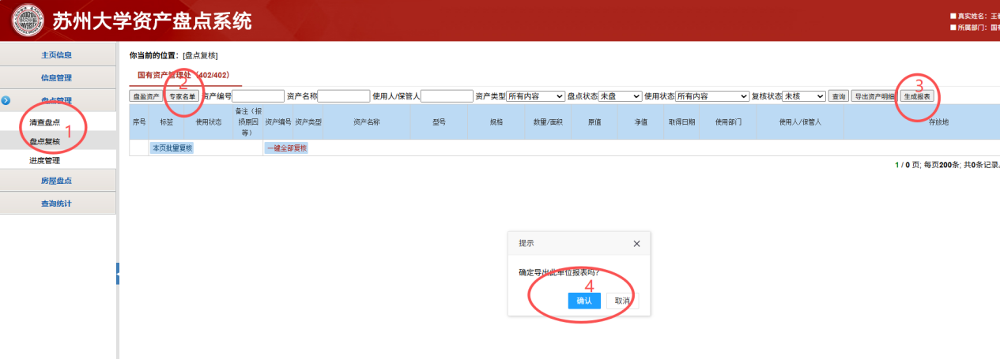 苏州大学资产盘点系统
真实姓名：王
所属部门：国有
主页信息
信息管理
盘点管理
清查盘点
盘点复核
进度管理
房屋盘点
查询统计
1
你当前的位置：[盘点复核]
国有资产管理处（402/402）
2
3
盘盈资产 专家名单 资产编号 资产名称 使用人/保管人 资产类型 所有内容 盘点状态 未盘 使用状态 所有内容 复核状态 未核 查询 导出资产明细 生成报表
序号 标签 使用状态 备注（报损原因等） 资产编号 资产类型 资产名称 型号 规格 数量/面积 原值 净值 取得日期 使用部门 使用人/保管人 存放地
本页批量复核 一键全部复核
1 / 0 页; 每页200条; 共0条记录
提示
确定导出此单位报表吗？
4
确认 取消